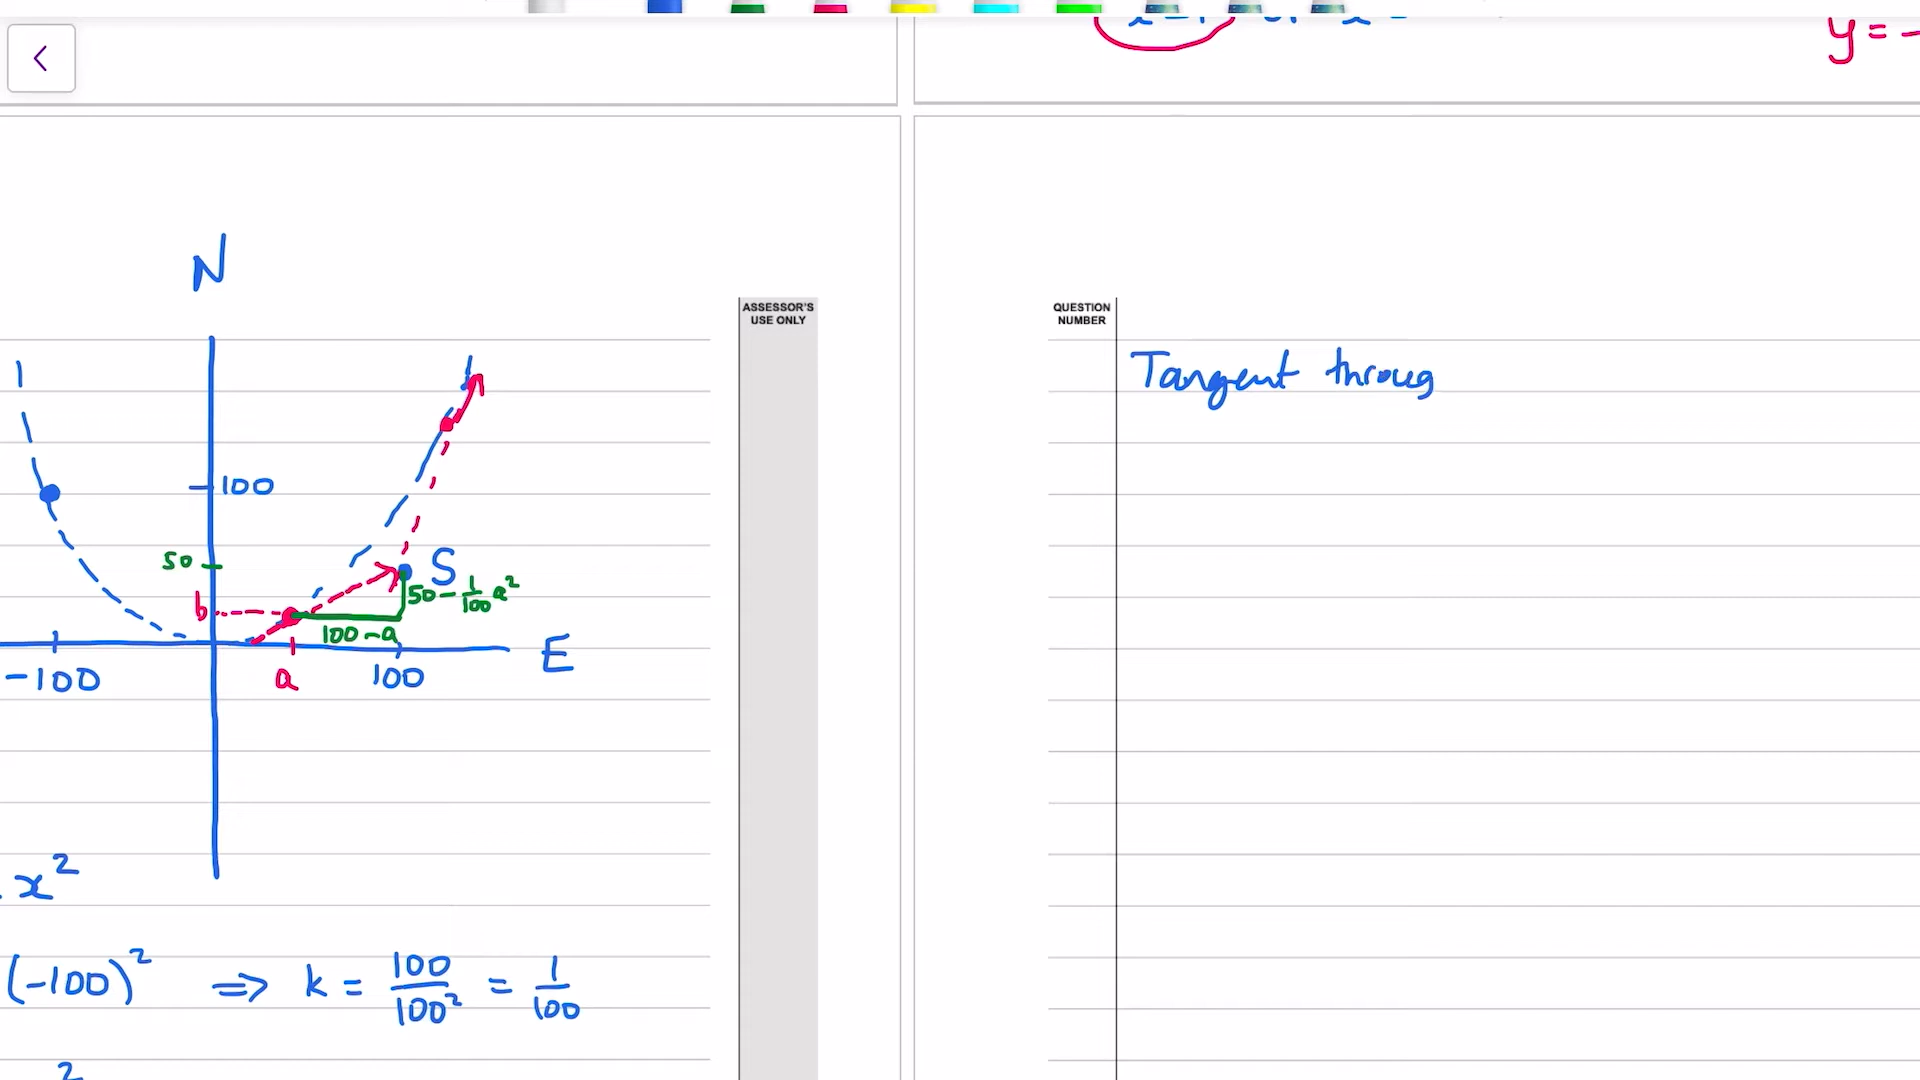 y = -
N
ASSESSOR'S
USE ONLY
QUESTION
NUMBER
Tangent throug
100
50
S
50 - 1/100 a²
b
100 - a
E
-100
a
100
x²
(-100)² ⇒ k = 100/100² = 1/100
2